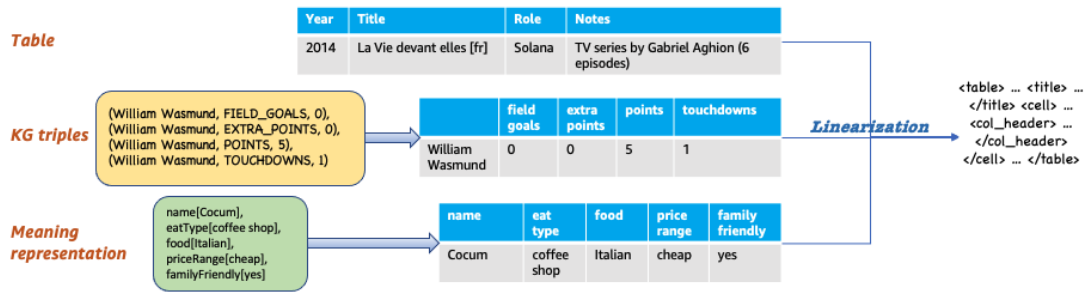 Table
Year Title Role Notes
2014 La Vie devant elles [fr] Solana TV series by Gabriel Aghion (6
episodes)
KG triples
(William Wasmund, FIELD_GOALS, 0),
(William Wasmund, EXTRA_POINTS, 0),
(William Wasmund, POINTS, 5),
(William Wasmund, TOUCHDOWNS, 1)
field
goals
extra
points
points
touchdowns
William
Wasmund
0 0 5 1
Linearization
<table> ... <title> ...
</title> <cell> ...
<col_header> ...
</col_header>
</cell> ... </table>
Meaning
representation
name[Cocum],
eatType[coffee shop],
food[Italian],
priceRange[cheap],
familyFriendly[yes]
name
eat
type
food
price
range
family
friendly
Cocum
coffee
shop
Italian
cheap
yes